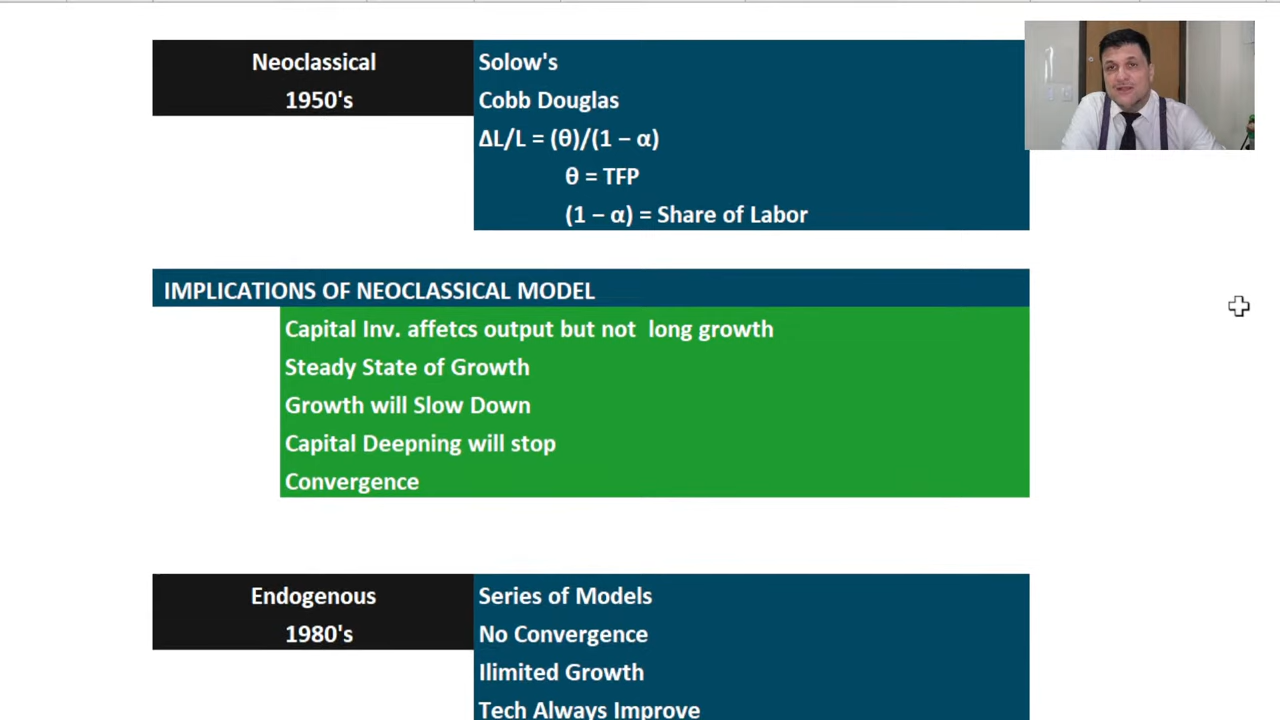 Neoclassical
1950's
Solow's
Cobb Douglas
ΔL/L = (θ)/(1 − α)
θ = TFP
(1 − α) = Share of Labor
IMPLICATIONS OF NEOCLASSICAL MODEL
Capital Inv. affetcs output but not  long growth
Steady State of Growth
Growth will Slow Down
Capital Deepning will stop
Convergence
Endogenous
1980's
Series of Models
No Convergence
Ilimited Growth
Tech Always Improve